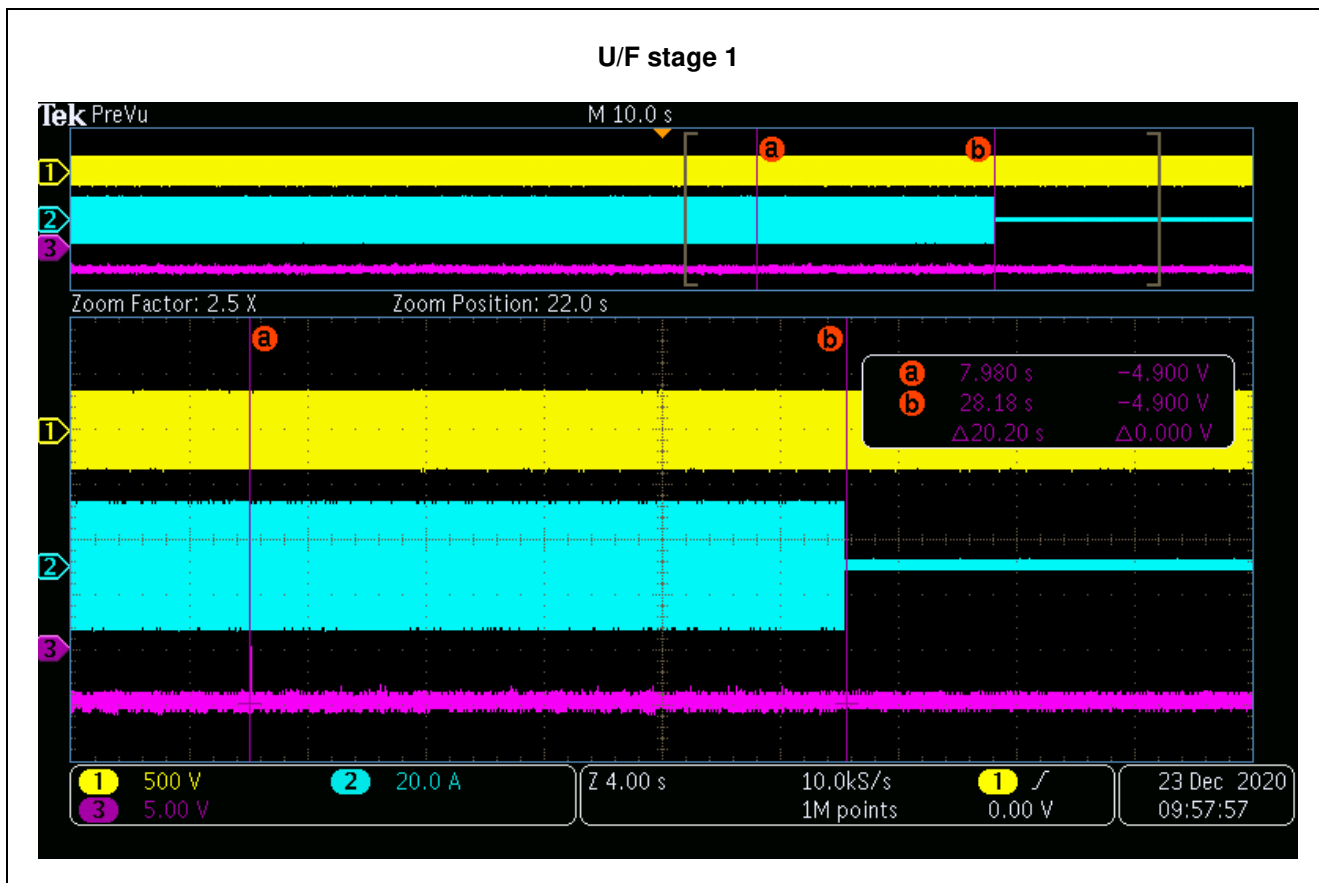 U/F stage 1
Tek PreVu M 10.0 s
a b
1
2
3
Zoom Factor: 2.5 X Zoom Position: 22.0 s
a b
a 7.980 s −4.900 V
b 28.18 s −4.900 V
△20.20 s △0.000 V
1
2
3
1 500 V 2 20.0 A Z 4.00 s 10.0kS/s 1 23 Dec 2020
3 5.00 V 1M points 0.00 V 09:57:57